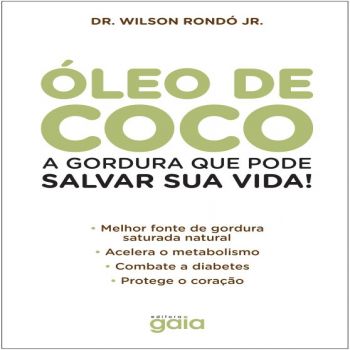 DR. WILSON RONDÓ JR.
ÓLEO DE
COCO
A GORDURA QUE PODE
SALVAR SUA VIDA!
• Melhor fonte de gordura
saturada natural
• Acelera o metabolismo
• Combate a diabetes
• Protege o coração
editora
gaia